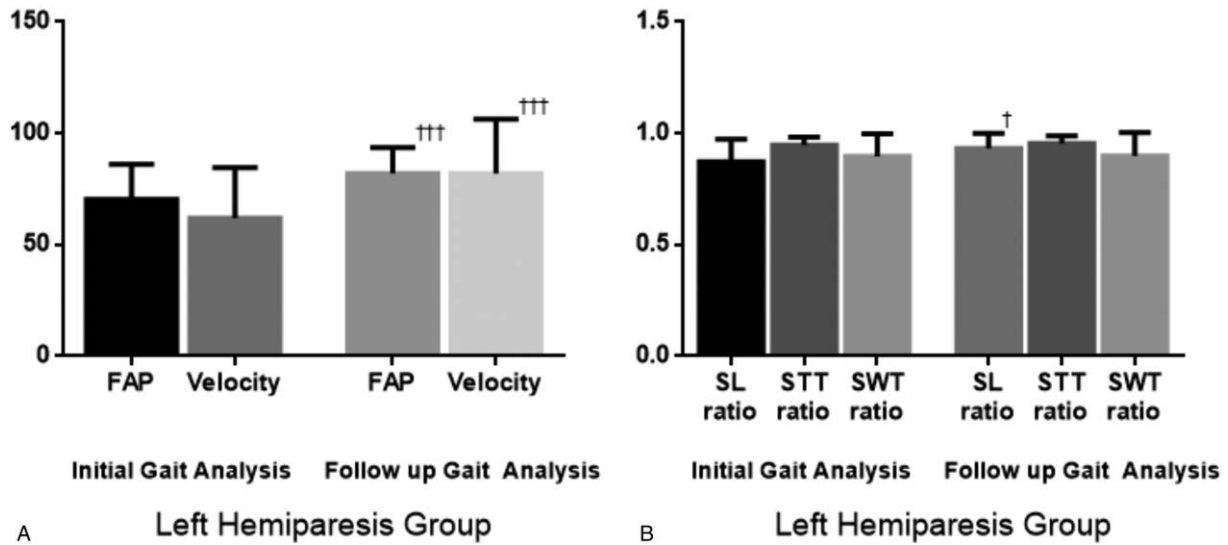 150
100
50
0
†††
†††
FAP Velocity FAP Velocity
Initial Gait Analysis Follow up Gait Analysis
A Left Hemiparesis Group
1.5
1.0
0.5
0.0
†
SL ratio STT ratio SWT ratio SL ratio STT ratio SWT ratio
Initial Gait Analysis Follow up Gait Analysis
B Left Hemiparesis Group